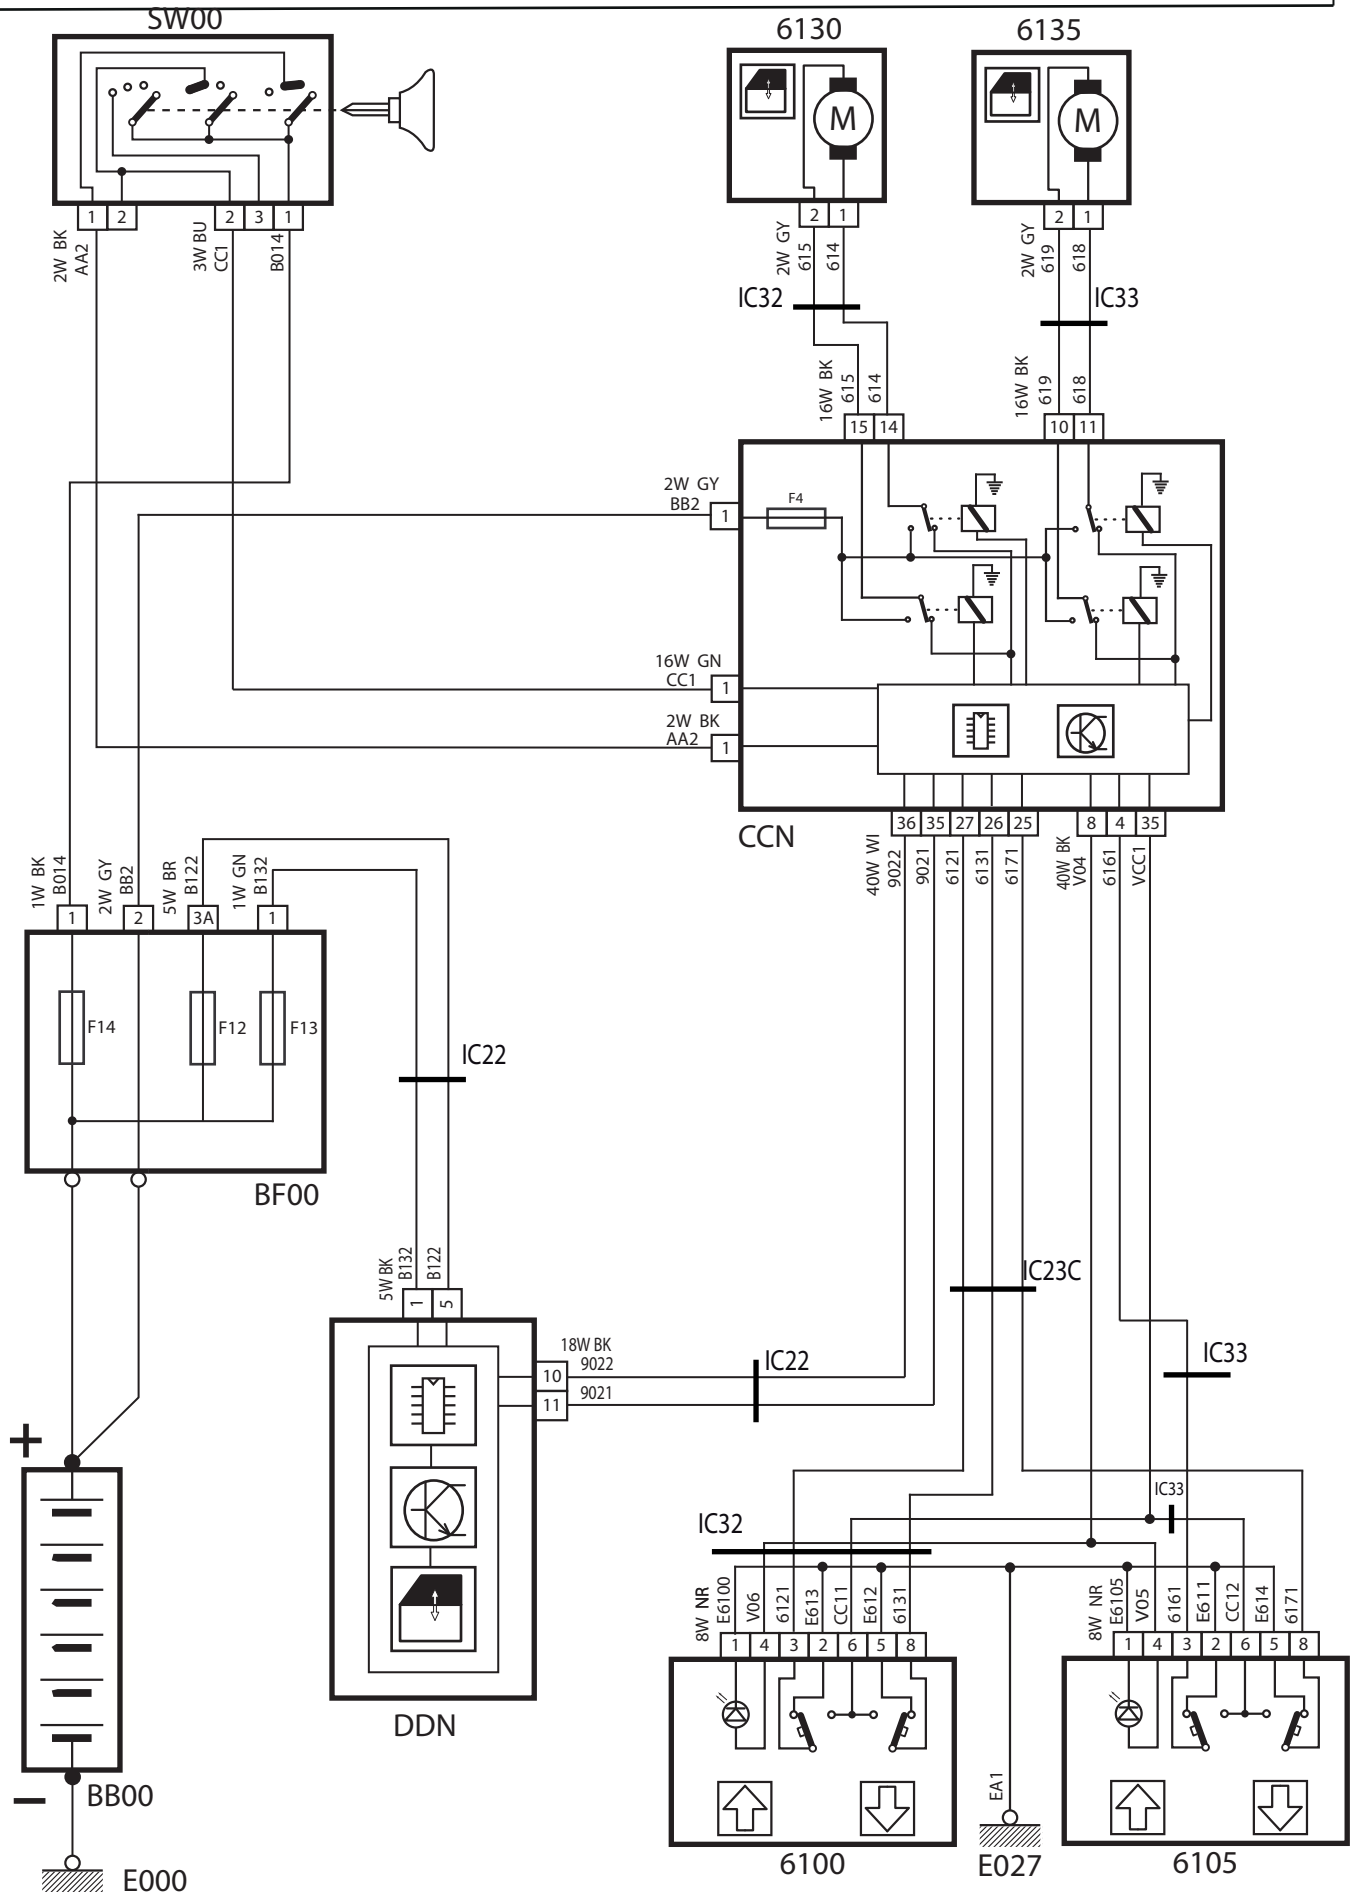 SW00
6130
6135
M
M
1 2
2 3 1
2 1
2 1
2W BK
AA2
3W BU
CC1
B014
2W GY
615
614
2W GY
619
618
IC32
IC33
16W BK
615
614
16W BK
619
618
15 14
10 11
2W GY
BB2
1
F4
16W GN
CC1
1
2W BK
AA2
1
CCN
36 35 27 26 25
8 4 35
40W WI
9022
9021
6121
6131
6171
40W BK
V04
6161
VCC1
1W BK
B014
2W GY
BB2
5W BR
B122
1W GN
B132
1
2
3A
1
F14
F12
F13
BF00
IC22
5W BK
B132
B122
1 5
IC23C
18W BK
9022
10
9021
11
IC22
IC33
+
IC33
IC32
8W NR
E6100
V06
6121
E613
CC11
E612
6131
8W NR
E6105
V05
6161
E611
CC12
E614
6171
1 4 3 2 6 5 8
1 4 3 2 6 5 8
DDN
–
BB00
EA1
6100
E027
6105
E000